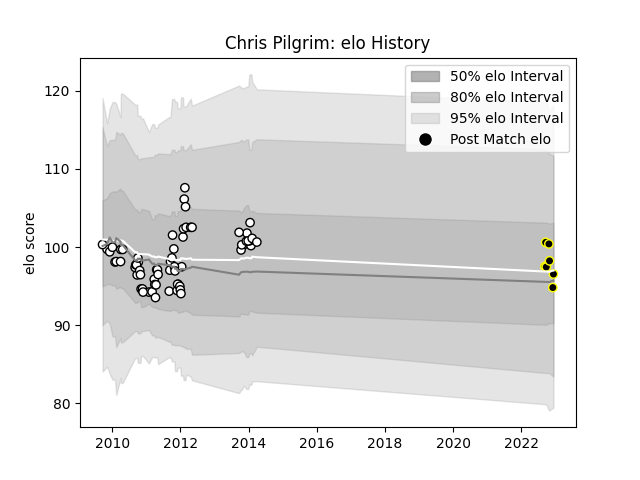 Chris Pilgrim: elo History
50% elo Interval
80% elo Interval
95% elo Interval
Post Match elo
elo score
120
110
100
90
80
2010 2012 2014 2016 2018 2020 2022